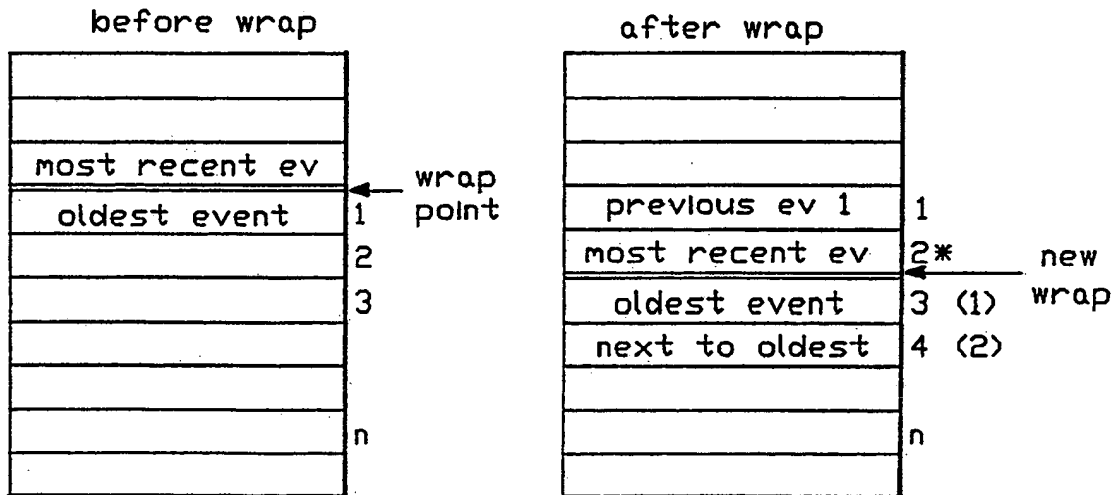 before wrap
most recent ev
wrap
point
oldest event 1
2
3
n
after wrap
previous ev 1 1
most recent ev 2*
new
wrap
oldest event 3 (1)
next to oldest 4 (2)
n